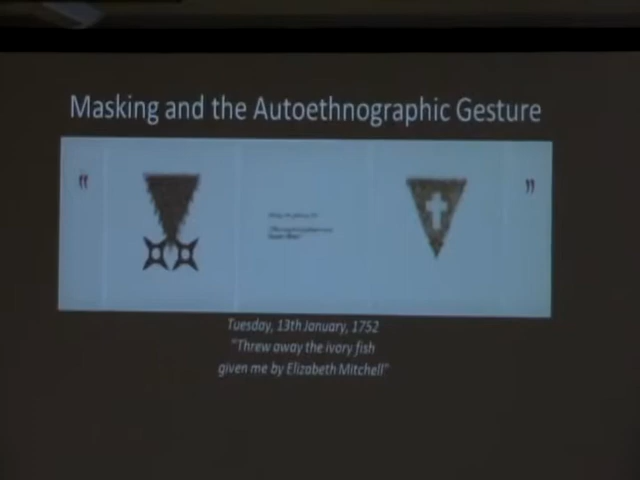 Masking and the Autoethnographic Gesture
"
"
Tuesday, 13th January, 1752
"Threw away the ivory fish
given me by Elizabeth Mitchell"